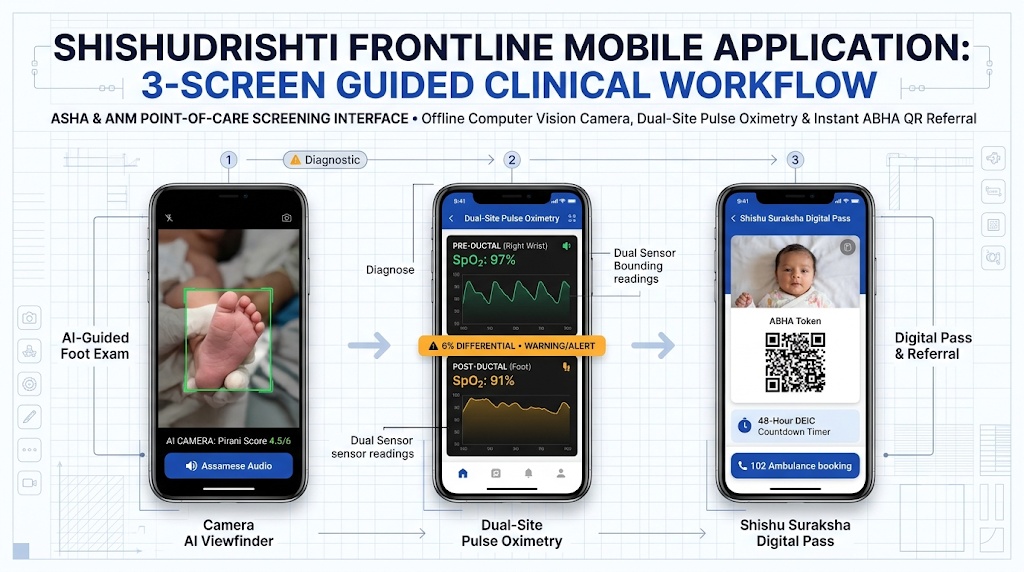 SHISHUDRISHTI FRONTLINE MOBILE APPLICATION:
3-SCREEN GUIDED CLINICAL WORKFLOW
ASHA & ANM POINT-OF-CARE SCREENING INTERFACE • Offline Computer Vision Camera, Dual-Site Pulse Oximetry & Instant ABHA QR Referral
1
Diagnostic
2
3
AI-Guided
Foot Exam
AI CAMERA: Pirani Score 4.5/6
Assamese Audio
Camera
AI Viewfinder
Diagnose
9:41
Dual-Site Pulse Oximetry
PRE-DUCTAL (Right Wrist)
SpO₂: 97%
Dual Sensor
Bounding
readings
6% DIFFERENTIAL • WARNING/ALERT
POST-DUCTAL (Foot)
SpO₂: 91%
Dual Sensor
sensor readings
Dual-Site
Pulse Oximetry
9:41
Shishu Suraksha Digital Pass
ABHA Token
48-Hour DEIC
Countdown Timer
102 Ambulance booking
Digital Pass
& Referral
Shishu Suraksha
Digital Pass